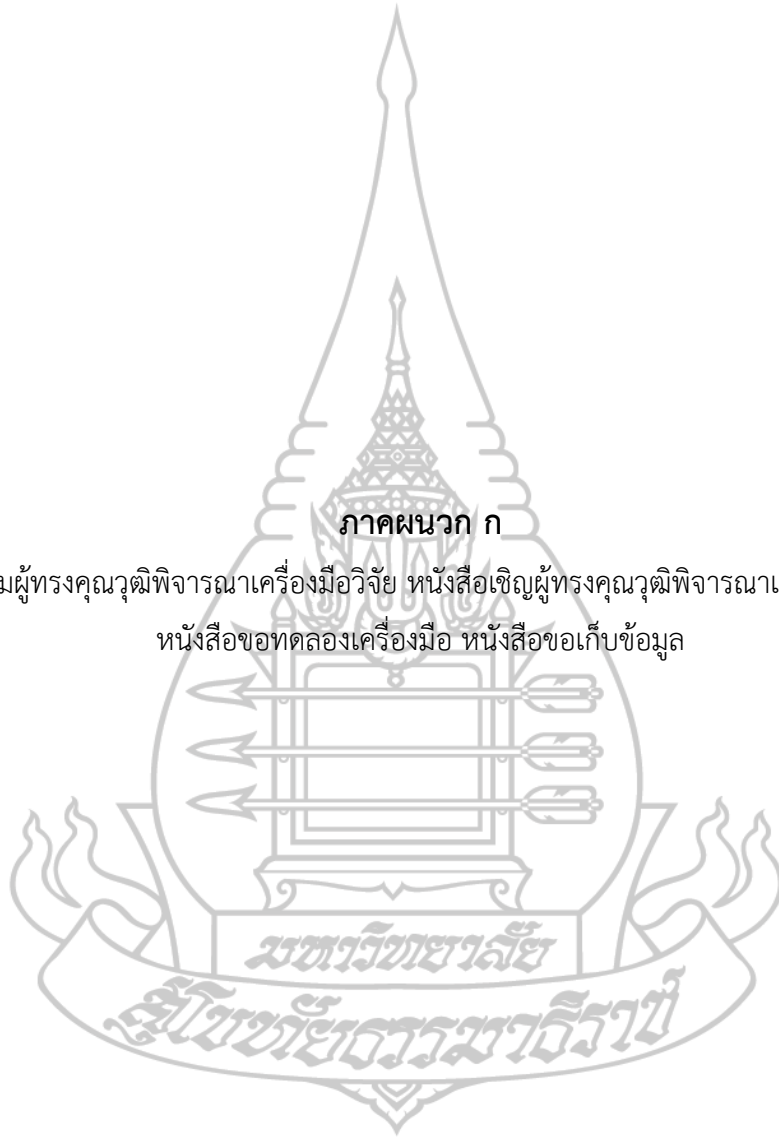 ภาคผนวก ก
ผู้ทรงคุณวุฒิพิจารณาเครื่องมือวิจัย หนังสือเชิญผู้ทรงคุณวุฒิพิจารณา
หนังสือขอทดลองเครื่องมือ หนังสือขอเก็บข้อมูล
มหาวิทยาลัย
สุโขทัยธรรมาธิราช